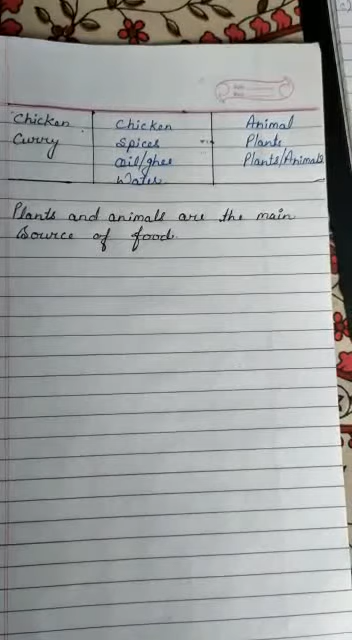 Chicken Chicken Animal
Curry Spices Plants
oil/ghee Plants/Animals
Water
Plants and animals are the main
source of food.